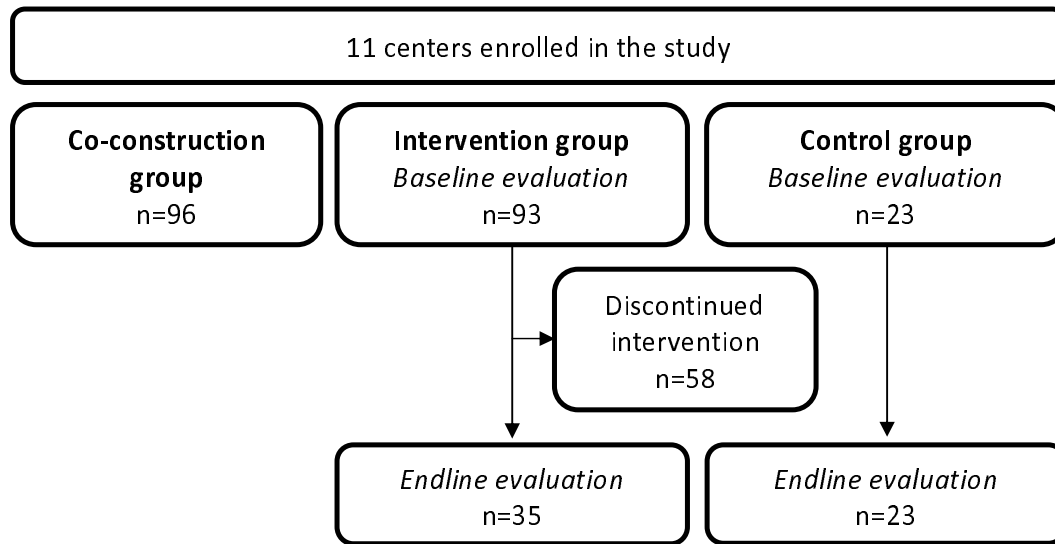 11 centers enrolled in the study
Co-construction
group
n=96
Intervention group
Baseline evaluation
n=93
Control group
Baseline evaluation
n=23
Discontinued
intervention
n=58
Endline evaluation
n=35
Endline evaluation
n=23